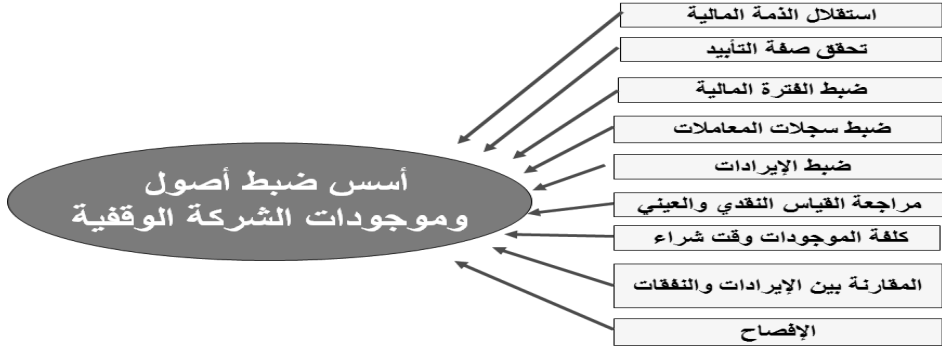 استقلال الذمة المالية
تحقق صفة التأبيد
ضبط الفترة المالية
ضبط سجلات المعاملات
ضبط الإيرادات
مراجعة القياس النقدي والعيني
كلفة الموجودات وقت شراء
المقارنة بين الإيرادات والنفقات
الإفصاح
أسس ضبط أصول
وموجودات الشركة الوقفية